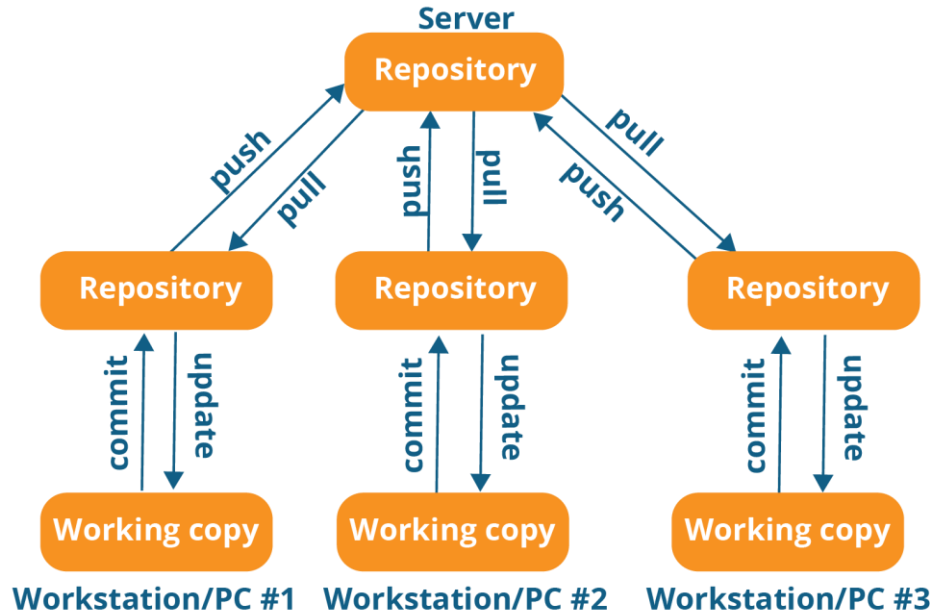 Server
Repository
push
pull
push
pull
push
pull
Repository
Repository
Repository
commit
update
commit
update
commit
update
Working copy
Working copy
Working copy
Workstation/PC #1
Workstation/PC #2
Workstation/PC #3